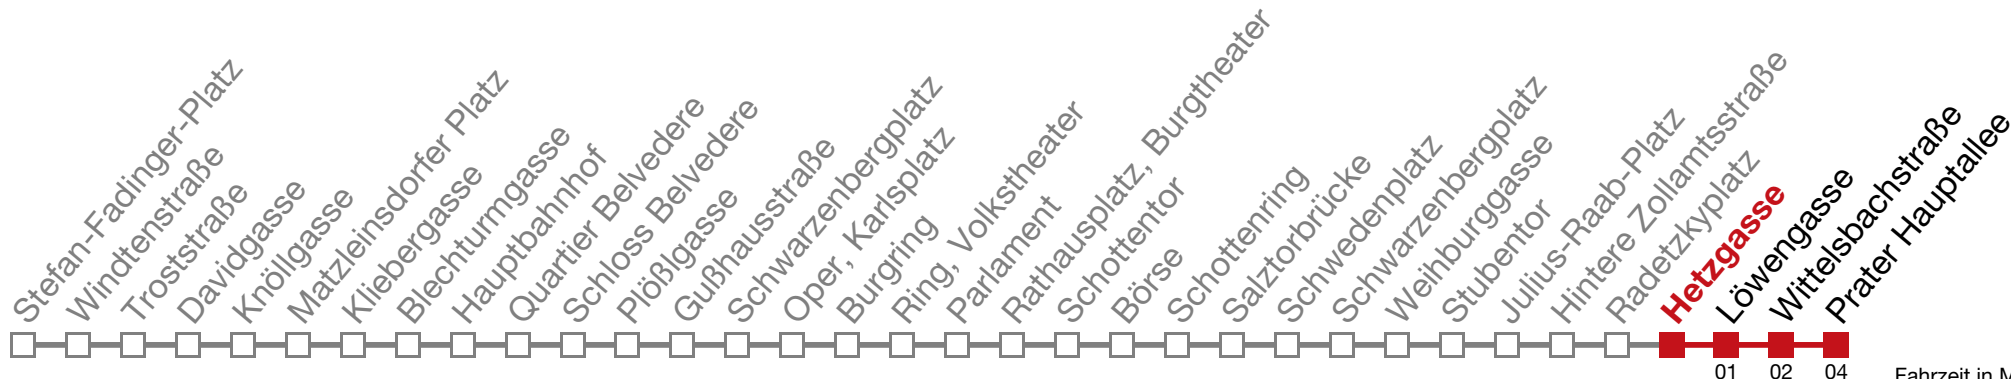 Stefan-Fadinger-Platz
Windtenstraße
Troststraße
Davidgasse
Knöllgasse
Matzleinsdorfer Platz
Kliebergasse
Blechturmgasse
Hauptbahnhof
Quartier Belvedere
Schloss Belvedere
Plößlgasse
Gußhausstraße
Schwarzenbergplatz
Oper, Karlsplatz
Burgring
Ring, Volkstheater
Parlament
Rathausplatz, Burgtheater
Schottentor
Börse
Schottenring
Salztorbrücke
Schwedenplatz
Schwarzenbergplatz
Weihburggasse
Stubentor
Julius-Raab-Platz
Hintere Zollamtsstraße
Radetzkyplatz
Hetzgasse
Löwengasse
Wittelsbachstraße
Prater Hauptallee
01 02 04
Fahrzeit in M